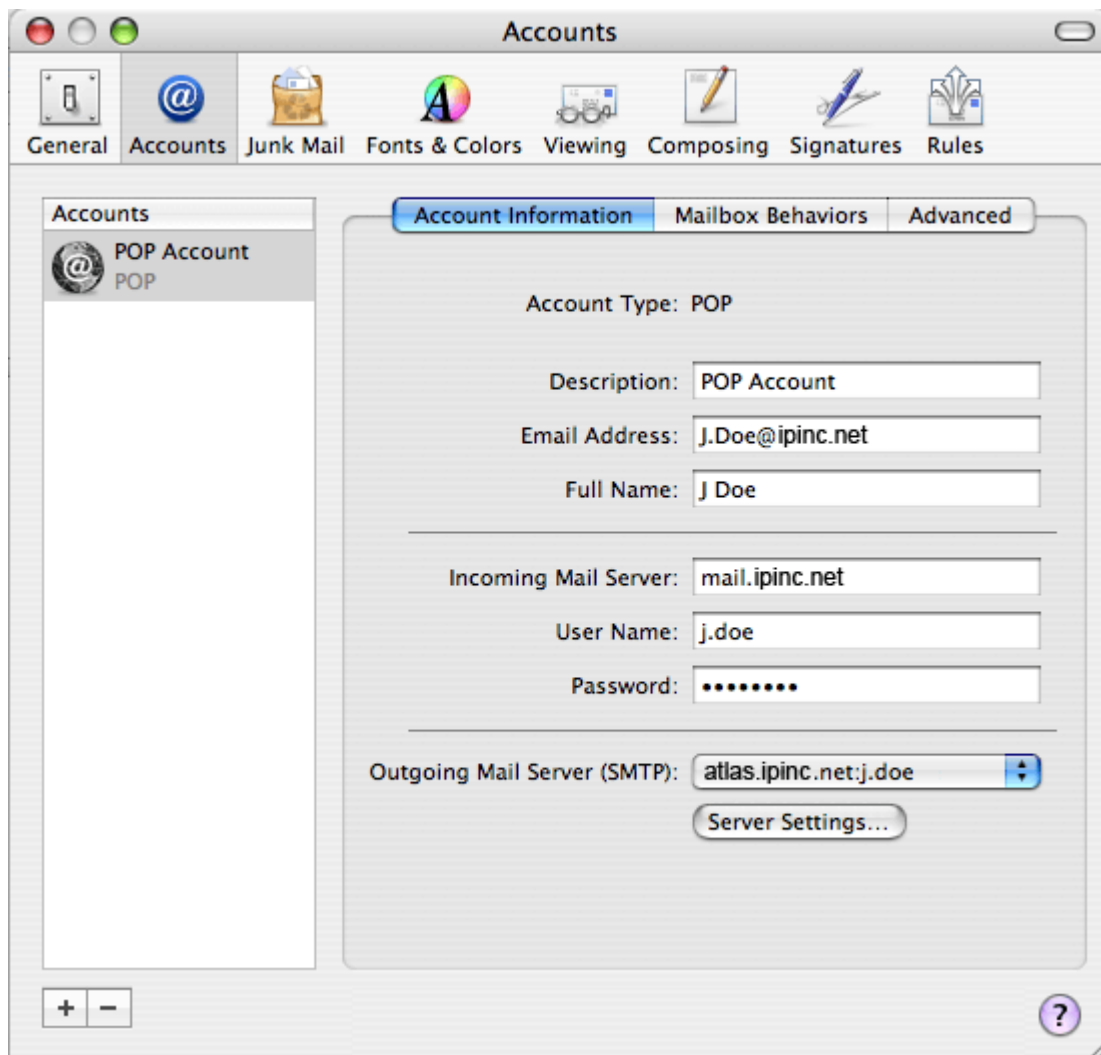 Accounts
General Accounts Junk Mail Fonts & Colors Viewing Composing Signatures Rules
Accounts
POP Account
POP
Account Information Mailbox Behaviors Advanced
Account Type: POP
Description: POP Account
Email Address: J.Doe@ipinc.net
Full Name: J Doe
Incoming Mail Server: mail.ipinc.net
User Name: j.doe
Password: ••••••••
Outgoing Mail Server (SMTP): atlas.ipinc.net:j.doe
Server Settings...
+ −
?